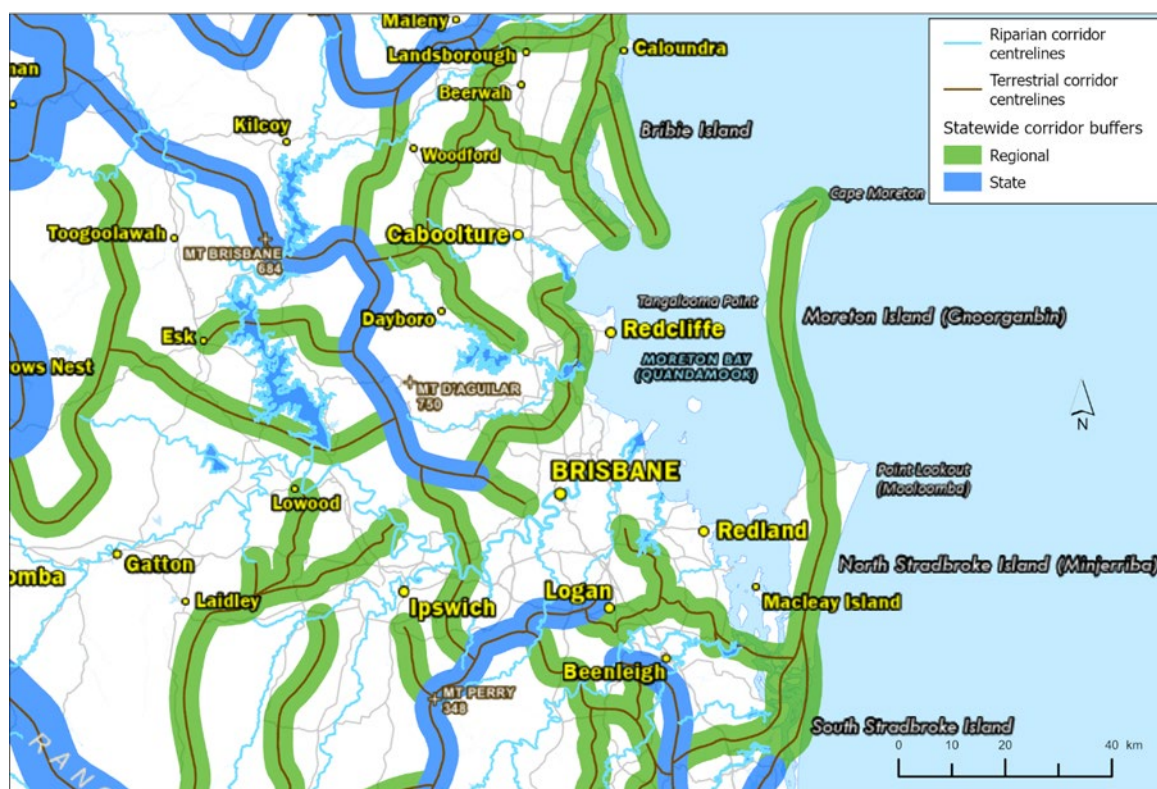 Maleny
Landsborough
Caloundra
Beerwah
Kilcoy
Bribie Island
Woodford
Riparian corridor
centrelines
Terrestrial corridor
centrelines
Statewide corridor buffers
Regional
State
Cape Moreton
Toogoolawah
Caboolture
MT BRISBANE
684
Tangalooma Point
Dayboro
Redcliffe
Moreton Island (Gnoorganbin)
Esk
MORETON BAY
(QUANDAMOOK)
ows Nest
MT D'AGUILAR
750
N
BRISBANE
Point Lookout
(Mooloomba)
Lowood
Redland
Gatton
omba
North Stradbroke Island (Minjerriba)
Laidley
Ipswich
Logan
Macleay Island
Beenleigh
MT PERRY
348
South Stradbroke Island
RANG
0 10 20 40 km